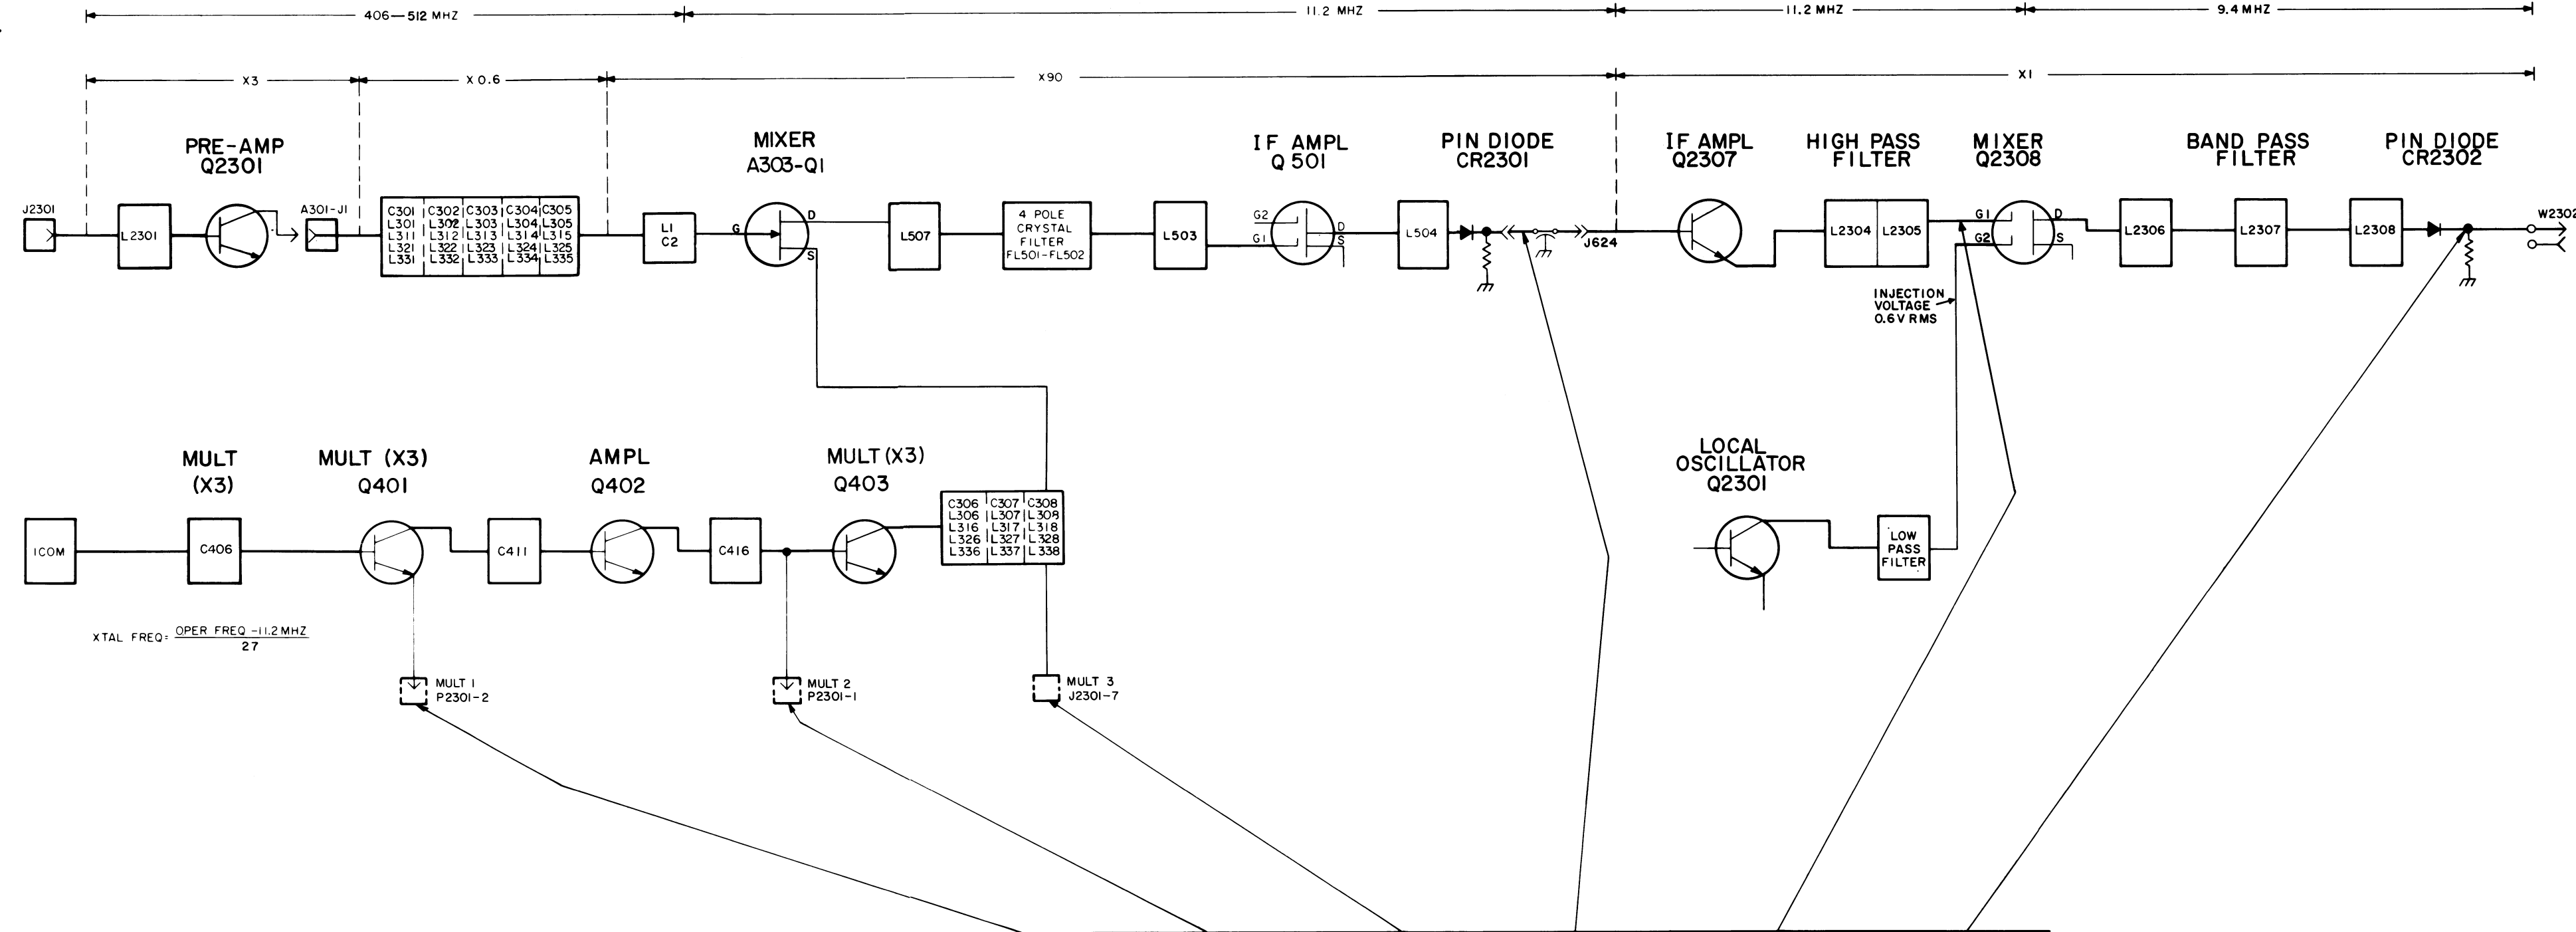 406—512 MHZ
11.2 MHZ
11.2 MHZ
9.4 MHZ
X3
X 0.6
X90
X1
PRE-AMP
Q2301
MIXER
A303-Q1
IF AMPL
Q 501
PIN DIODE
CR2301
IF AMPL
Q2307
HIGH PASS
FILTER
MIXER
Q2308
BAND PASS
FILTER
PIN DIODE
CR2302
J2301
L2301
A301-J1
C301 C302 C303 C304 C305
L301 L302 L303 L304 L305
L311 L312 L313 L314 L315
L321 L322 L323 L324 L325
L331 L332 L333 L334 L335
L1
C2
G
D
S
L507
4 POLE
CRYSTAL
FILTER
FL501-FL502
L503
G2
G1
D
S
L504
J624
L2304
L2305
G1
G2
D
S
L2306
L2307
L2308
W2302
INJECTION
VOLTAGE
0.6V RMS
MULT
(X3)
MULT (X3)
Q401
AMPL
Q402
MULT (X3)
Q403
LOCAL
OSCILLATOR
Q2301
ICOM
C406
C411
C416
C306 C307 C308
L306 L307 L308
L316 L317 L318
L326 L327 L328
L336 L337 L338
LOW
PASS
FILTER
XTAL FREQ= OPER FREQ -11.2 MHZ
27
MULT 1
P2301-2
MULT 2
P2301-1
MULT 3
J2301-7